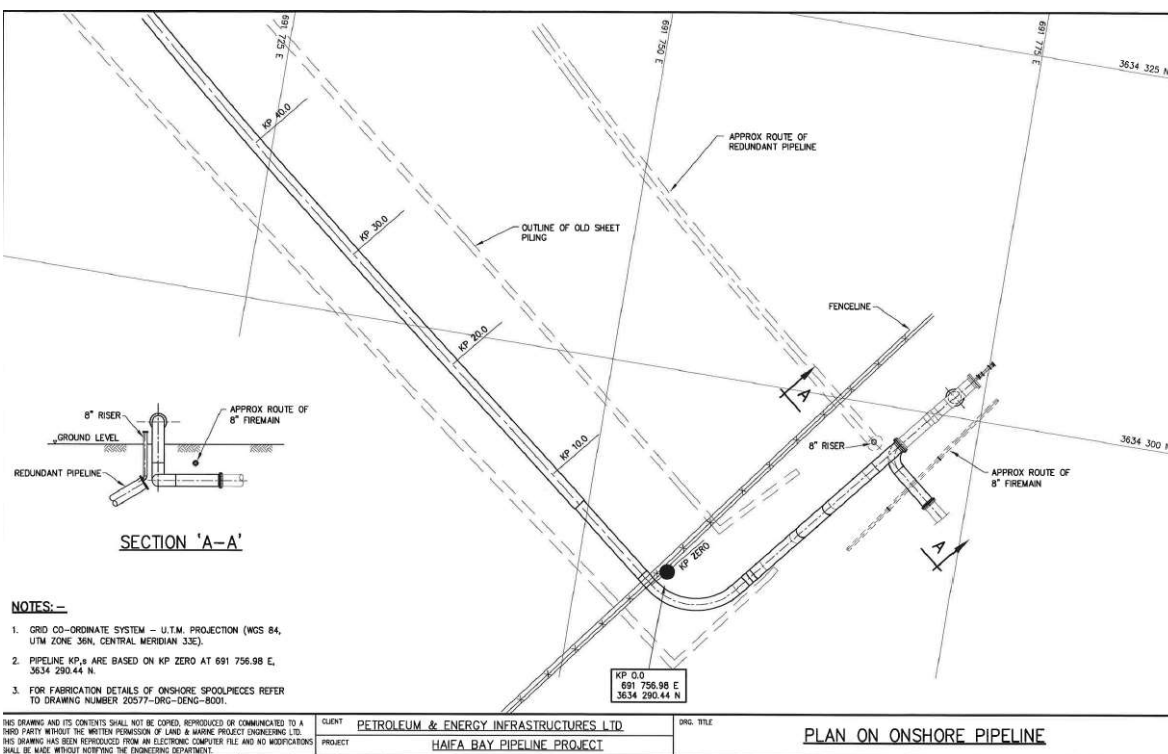 691 725 E
691 750 E
691 775 E
3634 325 N
KP 40.0
APPROX ROUTE OF
REDUNDANT PIPELINE
KP 30.0
OUTLINE OF OLD SHEET
PILING
FENCELINE
KP 20.0
A
8" RISER
APPROX ROUTE OF
8" FIREMAIN
GROUND LEVEL
KP 10.0
8" RISER
3634 300 N
REDUNDANT PIPELINE
APPROX ROUTE OF
8" FIREMAIN
SECTION 'A-A'
A
KP ZERO
NOTES:-
1. GRID CO-ORDINATE SYSTEM - U.T.M. PROJECTION (WGS 84,
UTM ZONE 36N, CENTRAL MERIDIAN 33E).
2. PIPELINE KP,s ARE BASED ON KP ZERO AT 691 756.98 E,
3634 290.44 N.
3. FOR FABRICATION DETAILS OF ONSHORE SPOOLPIECES REFER
TO DRAWING NUMBER 20577-DRG-DENG-8001.
KP 0.0
691 756.98 E
3634 290.44 N
THIS DRAWING AND ITS CONTENTS SHALL NOT BE COPIED, REPRODUCED OR COMMUNICATED TO A
THIRD PARTY WITHOUT THE WRITTEN PERMISSION OF LAND & MARINE PROJECT ENGINEERING LTD.
THIS DRAWING HAS BEEN REPRODUCED FROM AN ELECTRONIC COMPUTER FILE AND NO MODIFICATIONS
SHALL BE MADE WITHOUT NOTIFYING THE ENGINEERING DEPARTMENT.
CLIENT PETROLEUM & ENERGY INFRASTRUCTURES LTD
PROJECT HAIFA BAY PIPELINE PROJECT
DRG. TITLE
PLAN ON ONSHORE PIPELINE